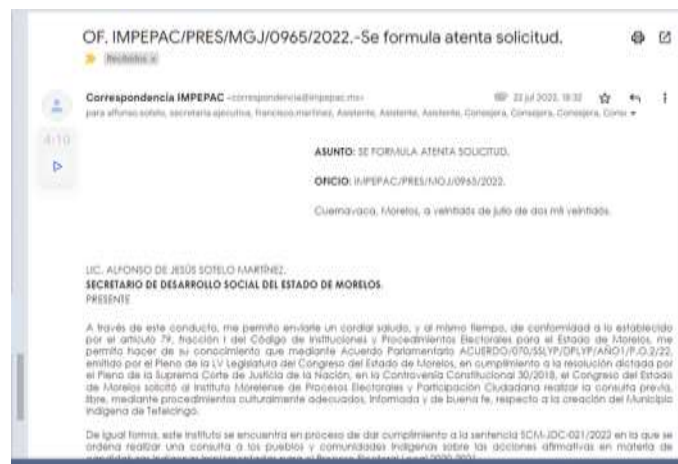 OF. IMPEPAC/PRES/MGJ/0965/2022.-Se formula atenta solicitud.
Recibidos x
Correspondencia IMPEPAC <correspondencia@impepac.mx>
22 jul 2022, 18:32
para alfonso.sotelo, secretaria.ejecutiva, francisco.martinez, Asistente, Asistente, Asistente, Consejera, Consejera, Consejera,
4:10
ASUNTO: SE FORMULA ATENTA SOLICITUD.
OFICIO: IMPEPAC/PRES/MGJ/0965/2022.
Cuernavaca, Morelos, a veintidós de julio de dos mil veintidós.
LIC. ALFONSO DE JESÚS SOTELO MARTÍNEZ.
SECRETARIO DE DESARROLLO SOCIAL DEL ESTADO DE MORELOS.
PRESENTE
A través de este conducto, me permito enviarle un cordial saludo, y al mismo tiempo, de conformidad a lo establecido
por el artículo 79, fracción I del Código de Instituciones y Procedimientos Electorales para el Estado de Morelos, me
permito hacer de su conocimiento que mediante Acuerdo Parlamentario ACUERDO/070/SSLYP/DPLYP/AÑO1/P.O.2/22,
emitido por el Pleno de la LV Legislatura del Congreso del Estado de Morelos, en cumplimiento a la resolución dictada por
el Pleno de la Suprema Corte de Justicia de la Nación, en la Controversia Constitucional 30/2018, el Congreso del Estado
de Morelos solicitó al Instituto Morelense de Procesos Electorales y Participación Ciudadana realizar la consulta previa,
libre, mediante procedimientos culturalmente adecuados, informada y de buena fe, respecto a la creación del Municipio
Indígena de Tetelcingo.
De igual forma, este Instituto se encuentra en proceso de dar cumplimiento a la sentencia SCM-JDC-021/2022 en la que se
ordena realizar una consulta a los pueblos y comunidades indígenas sobre las acciones afirmativas en materia de